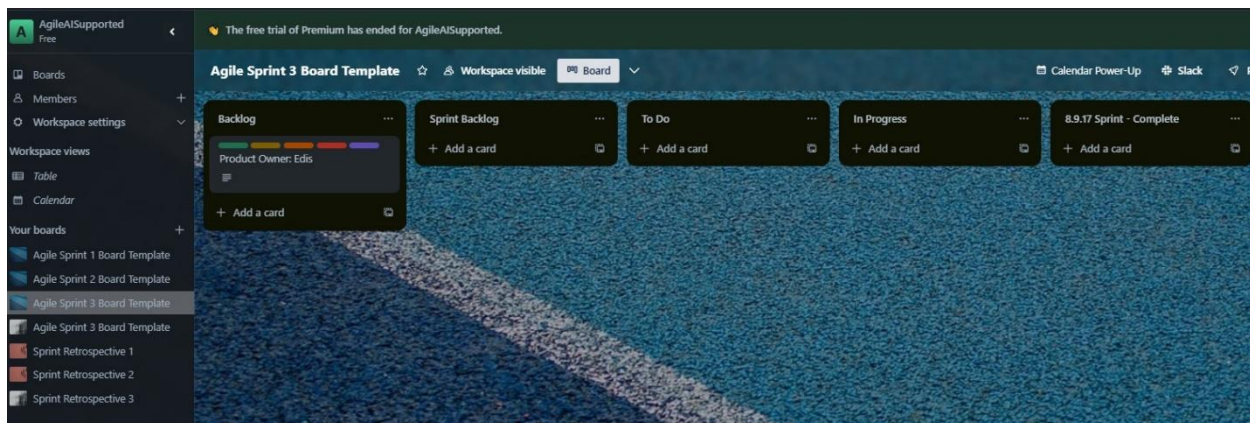 A
AgileAISupported
Free
👋 The free trial of Premium has ended for AgileAISupported.
Boards
Members
Workspace settings
Workspace views
Table
Calendar
Your boards
Agile Sprint 1 Board Template
Agile Sprint 2 Board Template
Agile Sprint 3 Board Template
Agile Sprint 3 Board Template
Sprint Retrospective 1
Sprint Retrospective 2
Sprint Retrospective 3
Agile Sprint 3 Board Template Workspace visible Board Calendar Power-Up Slack
Backlog
Product Owner: Edis
+ Add a card
Sprint Backlog
+ Add a card
To Do
+ Add a card
In Progress
+ Add a card
8.9.17 Sprint - Complete
+ Add a card